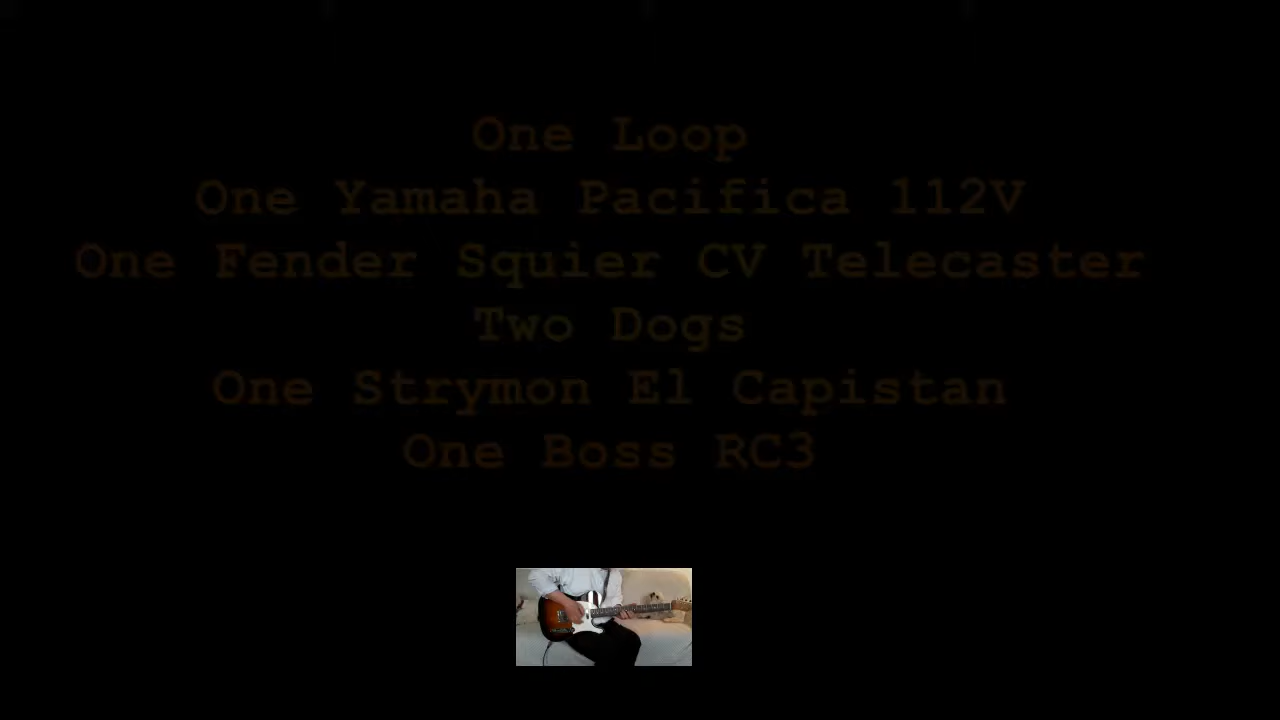 One Loop
One Yamaha Pacifica 112V
One Fender Squier CV Telecaster
Two Dogs
One Strymon El Capistan
One Boss RC3